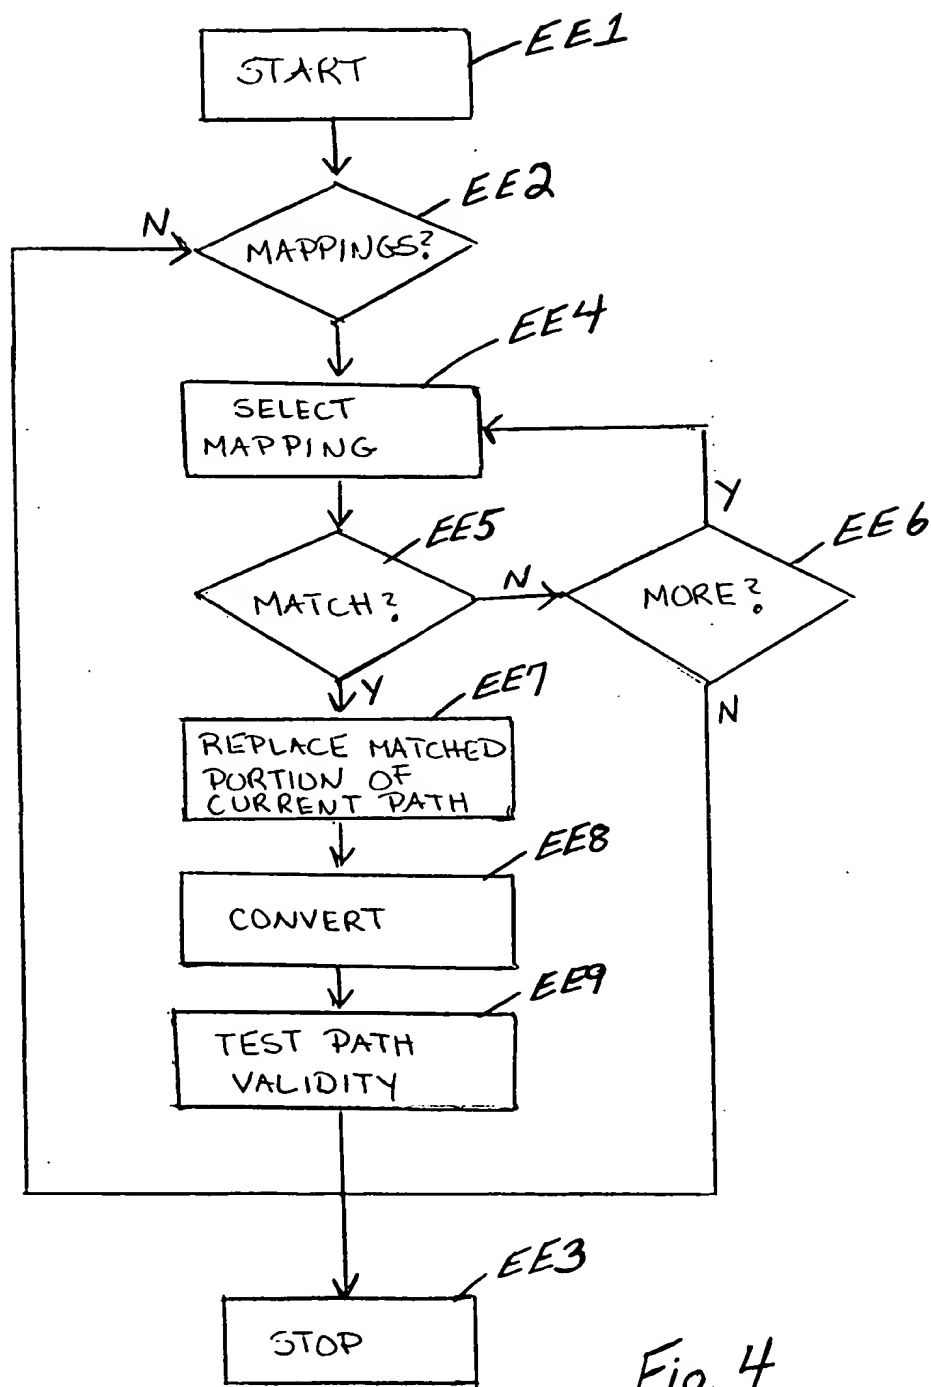 EE1
START
EE2
N
MAPPINGS?
EE4
SELECT
MAPPING
Y
EE5
EE6
MATCH?
N
MORE?
Y
EE7
N
REPLACE MATCHED
PORTION OF
CURRENT PATH
EE8
CONVERT
EE9
TEST PATH
VALIDITY
EE3
STOP
Fig. 4